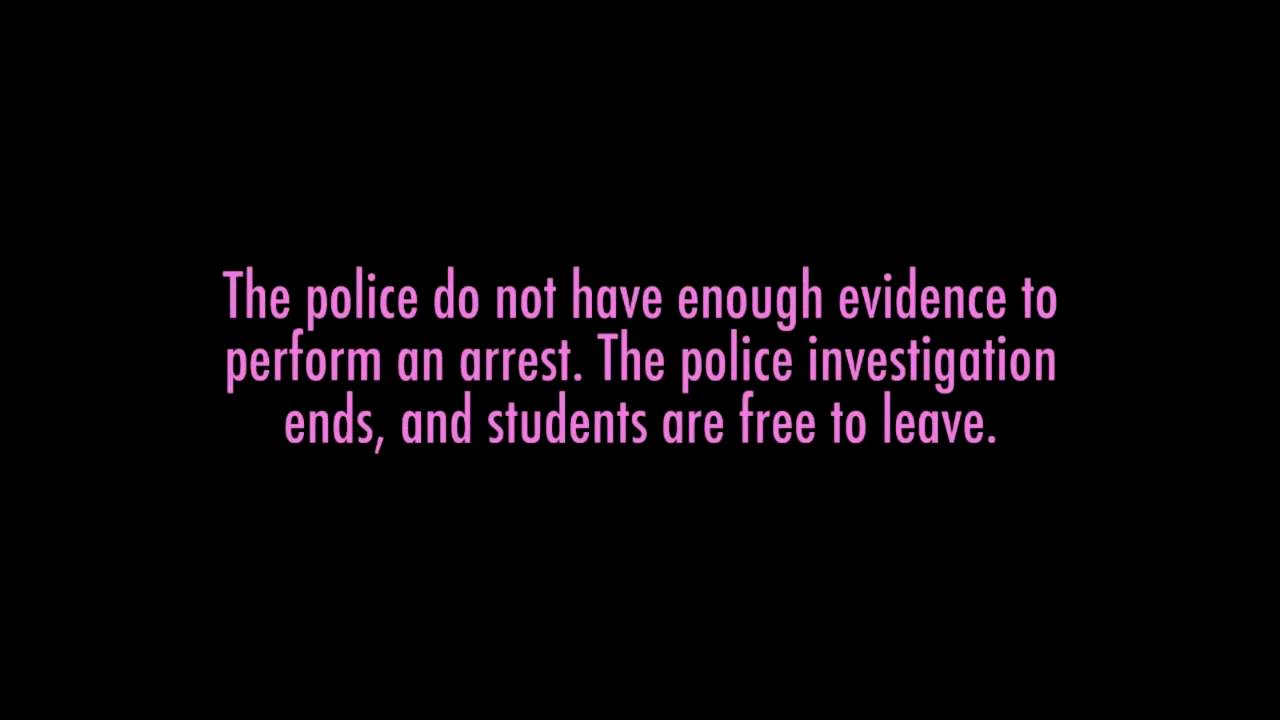 The police do not have enough evidence to
perform an arrest. The police investigation
ends, and students are free to leave.